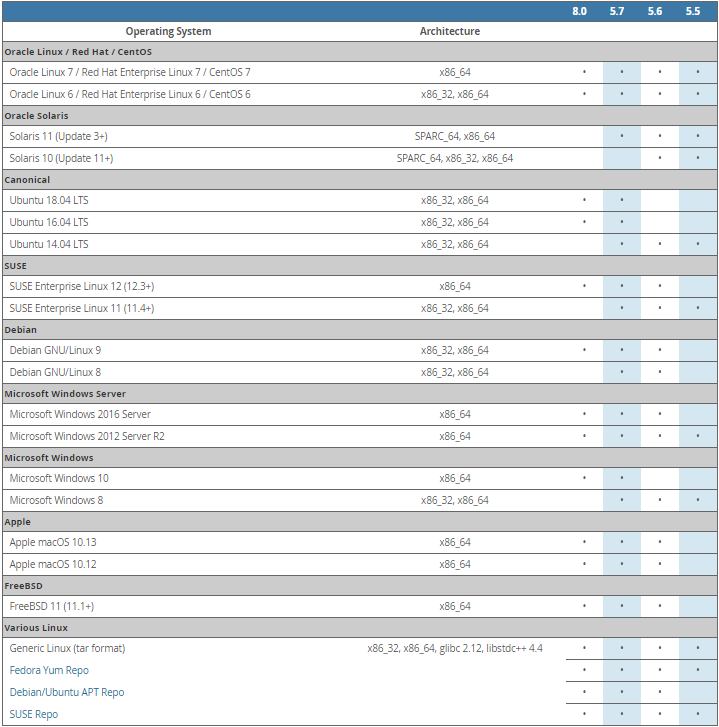 8.0 5.7 5.6 5.5
Operating System Architecture
Oracle Linux / Red Hat / CentOS
Oracle Linux 7 / Red Hat Enterprise Linux 7 / CentOS 7 x86_64 • • • •
Oracle Linux 6 / Red Hat Enterprise Linux 6 / CentOS 6 x86_32, x86_64 • • • •
Oracle Solaris
Solaris 11 (Update 3+) SPARC_64, x86_64 • • •
Solaris 10 (Update 11+) SPARC_64, x86_32, x86_64 • •
Canonical
Ubuntu 18.04 LTS x86_32, x86_64 • •
Ubuntu 16.04 LTS x86_32, x86_64 • •
Ubuntu 14.04 LTS x86_32, x86_64 • • •
SUSE
SUSE Enterprise Linux 12 (12.3+) x86_64 • • •
SUSE Enterprise Linux 11 (11.4+) x86_32, x86_64 • • •
Debian
Debian GNU/Linux 9 x86_32, x86_64 • • •
Debian GNU/Linux 8 x86_32, x86_64 • •
Microsoft Windows Server
Microsoft Windows 2016 Server x86_64 • • •
Microsoft Windows 2012 Server R2 x86_64 • • • •
Microsoft Windows
Microsoft Windows 10 x86_64 • •
Microsoft Windows 8 x86_32, x86_64 • • •
Apple
Apple macOS 10.13 x86_64 • • •
Apple macOS 10.12 x86_64 • • •
FreeBSD
FreeBSD 11 (11.1+) x86_64 • • •
Various Linux
Generic Linux (tar format) x86_32, x86_64, glibc 2.12, libstdc++ 4.4 • • • •
Fedora Yum Repo • • • •
Debian/Ubuntu APT Repo • • •
SUSE Repo • • • •